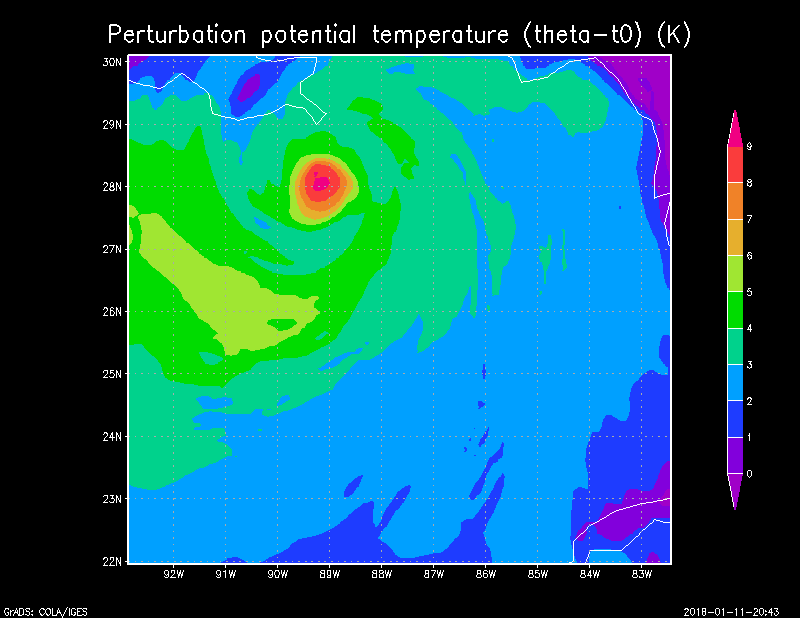 Perturbation potential temperature (theta-t0) (K)
30N
29N
28N
27N
26N
25N
24N
23N
22N
92W 91W 90W 89W 88W 87W 86W 85W 84W 83W
9
8
7
6
5
4
3
2
1
0
GrADS: COLA/IGES
2018-01-11-20:43